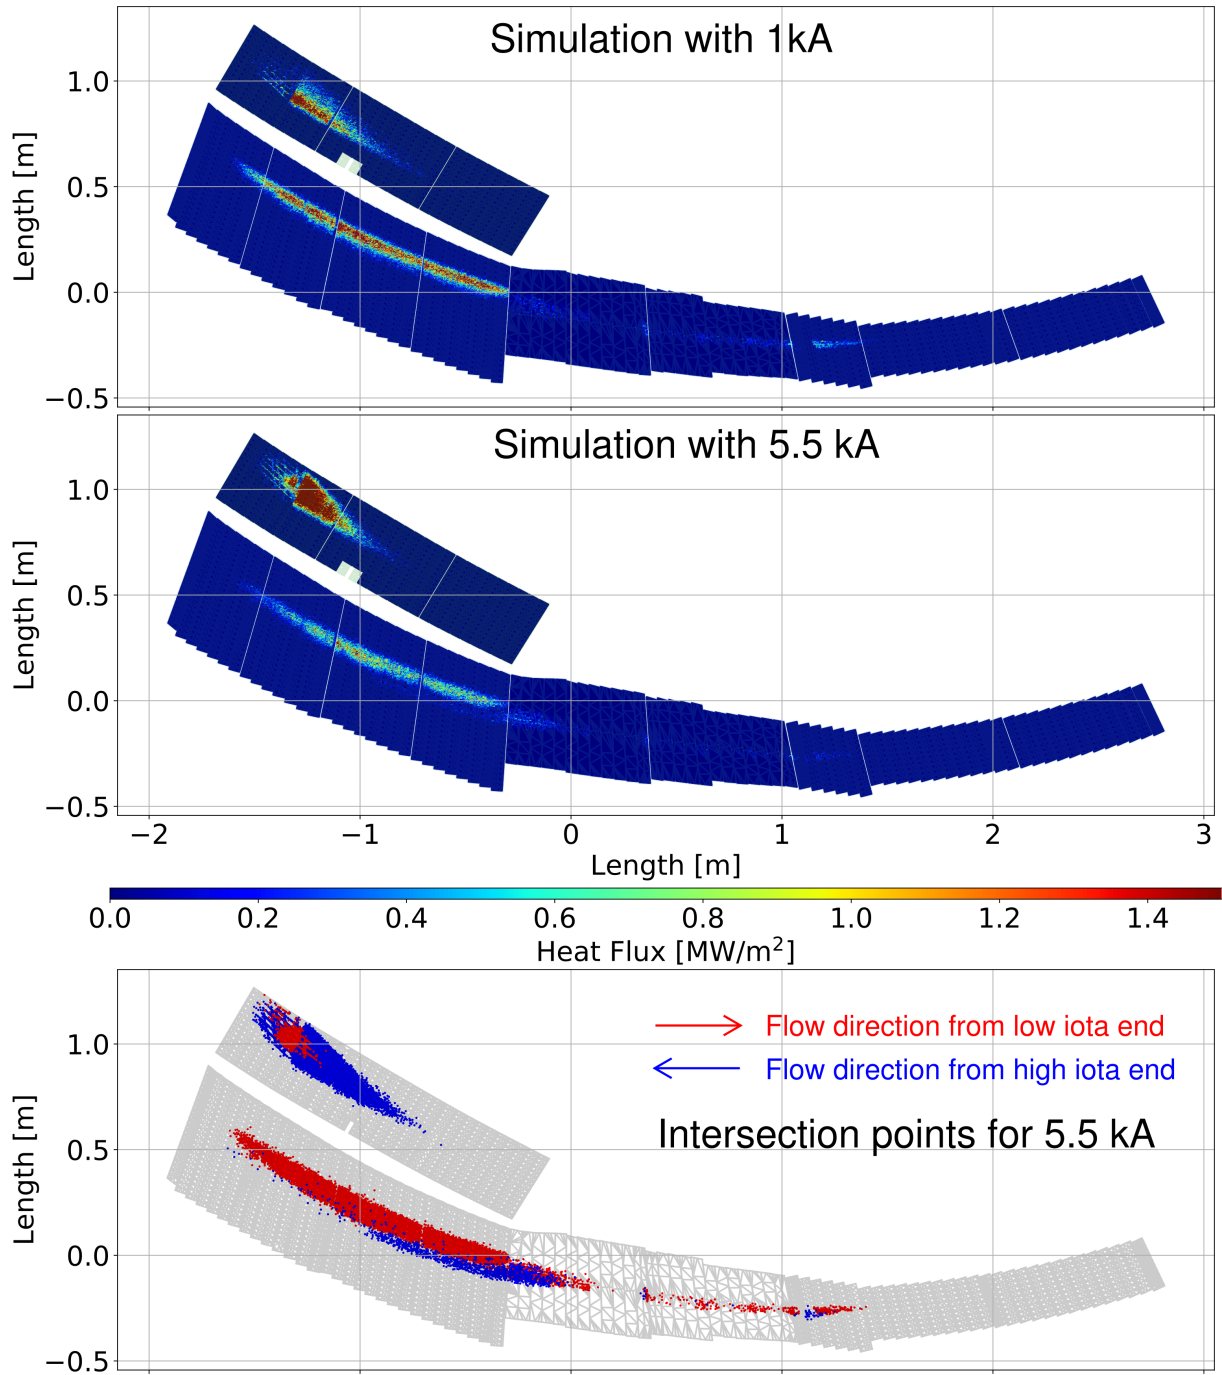 Simulation with 1kA
Length [m]
1.0
0.5
0.0
−0.5
Simulation with 5.5 kA
Length [m]
1.0
0.5
0.0
−0.5
−2 −1 0 1 2 3
Length [m]
0.0 0.2 0.4 0.6 0.8 1.0 1.2 1.4
Heat Flux [MW/m²]
Length [m]
1.0
0.5
0.0
−0.5
Flow direction from low iota end
Flow direction from high iota end
Intersection points for 5.5 kA